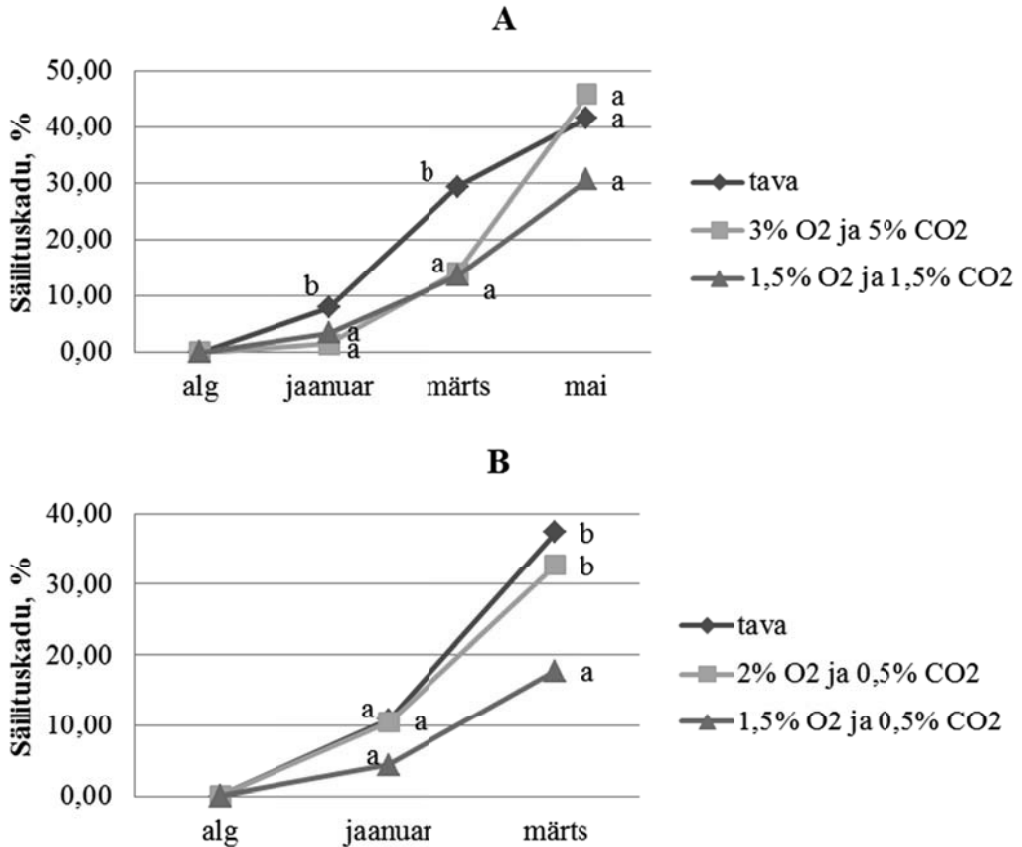 A
50,00
40,00
30,00
20,00
10,00
0,00
Säilituskadu, %
b
b
a
a
a
a
a
a
a
alg jaanuar märts mai
tava
3% O2 ja 5% CO2
1,5% O2 ja 1,5% CO2
B
40,00
30,00
20,00
10,00
0,00
Säilituskadu, %
a
a
a
b
b
a
alg jaanuar märts
tava
2% O2 ja 0,5% CO2
1,5% O2 ja 0,5% CO2